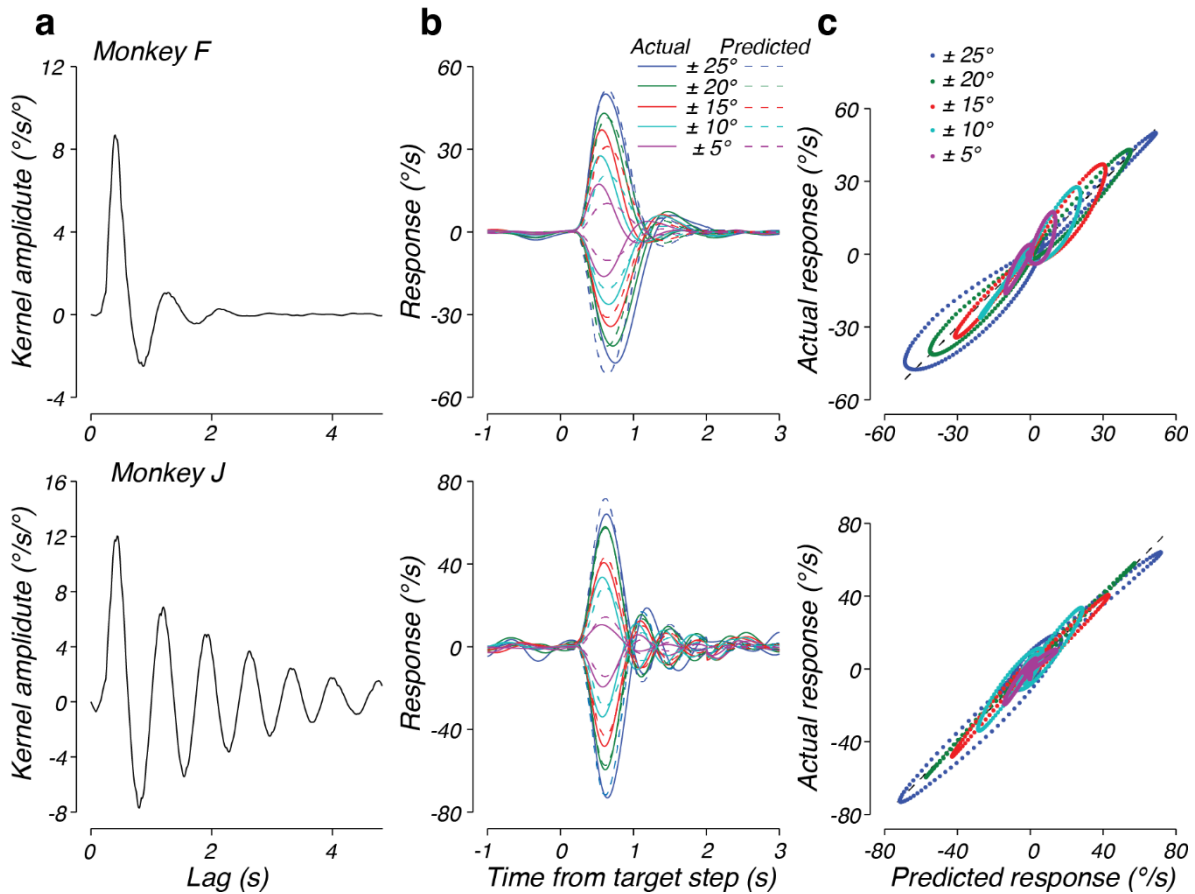 a
b
c
Monkey F
Actual Predicted
± 25°
± 20°
± 15°
± 10°
± 5°
± 25°
± 20°
± 15°
± 10°
± 5°
Kernel amplidute (°/s/°)
12
8
4
0
-4
0 2 4
Response (°/s)
60
30
0
-30
-60
-1 0 1 2 3
Actual response (°/s)
60
30
0
-30
-60
-60 -30 0 30 60
Monkey J
Kernel amplidute (°/s/°)
16
12
8
4
0
-4
-8
0 2 4
Lag (s)
Response (°/s)
80
40
0
-40
-80
-1 0 1 2 3
Time from target step (s)
Actual response (°/s)
80
40
0
-40
-80
-80 -40 0 40 80
Predicted response (°/s)